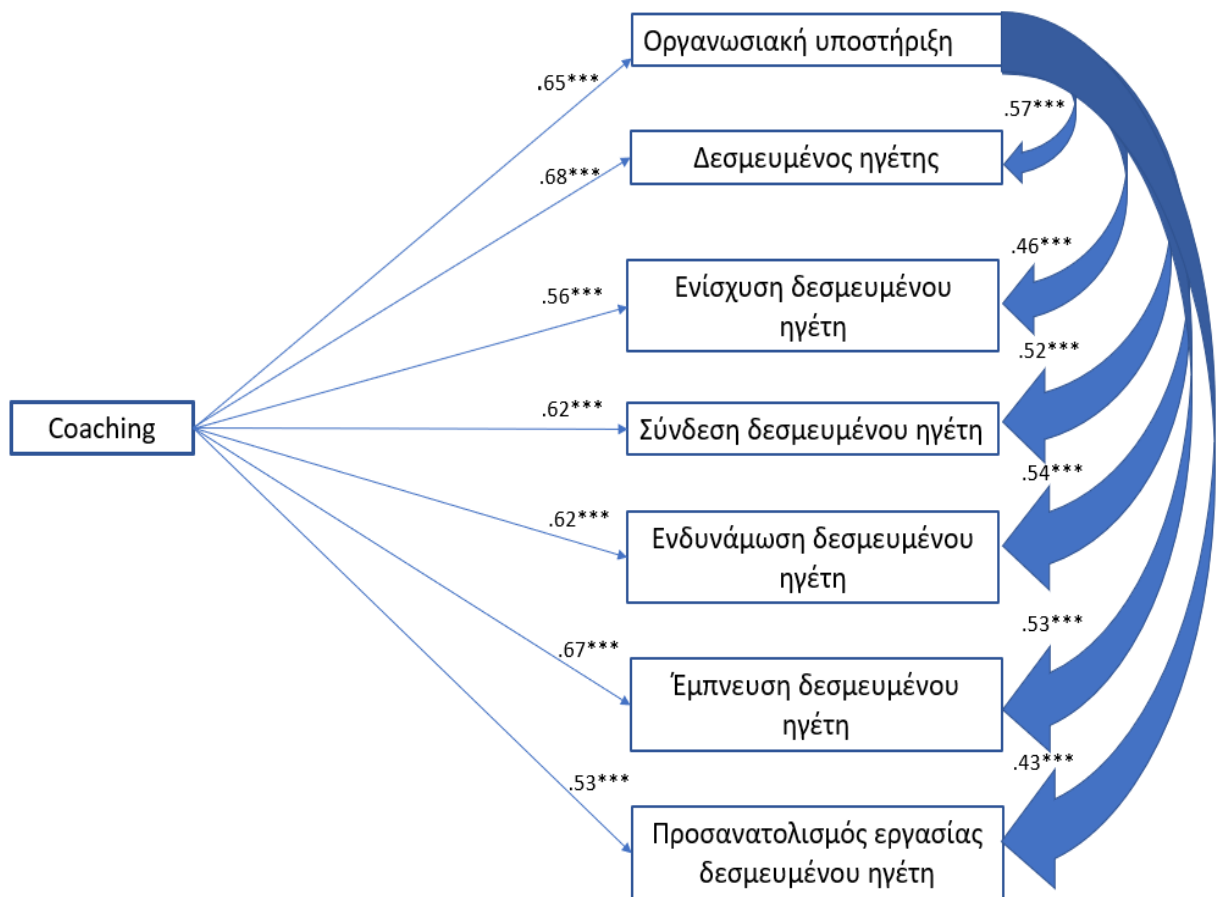 Οργανωσιακή υποστήριξη
.65***
.57***
Δεσμευμένος ηγέτης
.68***
.46***
Ενίσχυση δεσμευμένου
ηγέτη
.56***
.52***
Coaching
.62***
Σύνδεση δεσμευμένου ηγέτη
.54***
.62***
Ενδυνάμωση δεσμευμένου
ηγέτη
.53***
.67***
Έμπνευση δεσμευμένου
ηγέτη
.43***
.53***
Προσανατολισμός εργασίας
δεσμευμένου ηγέτη